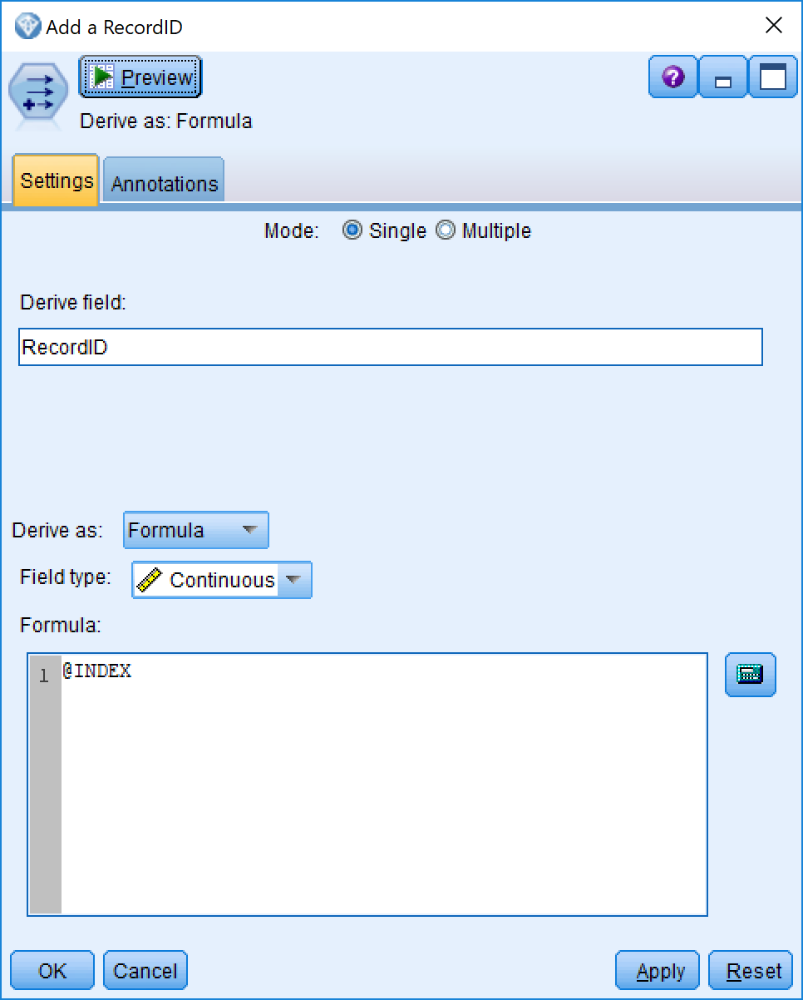 Add a RecordID
Preview
Derive as: Formula
Settings Annotations
Mode: Single Multiple
Derive field:
RecordID
Derive as: Formula
Field type: Continuous
Formula:
1 @INDEX
OK Cancel Apply Reset